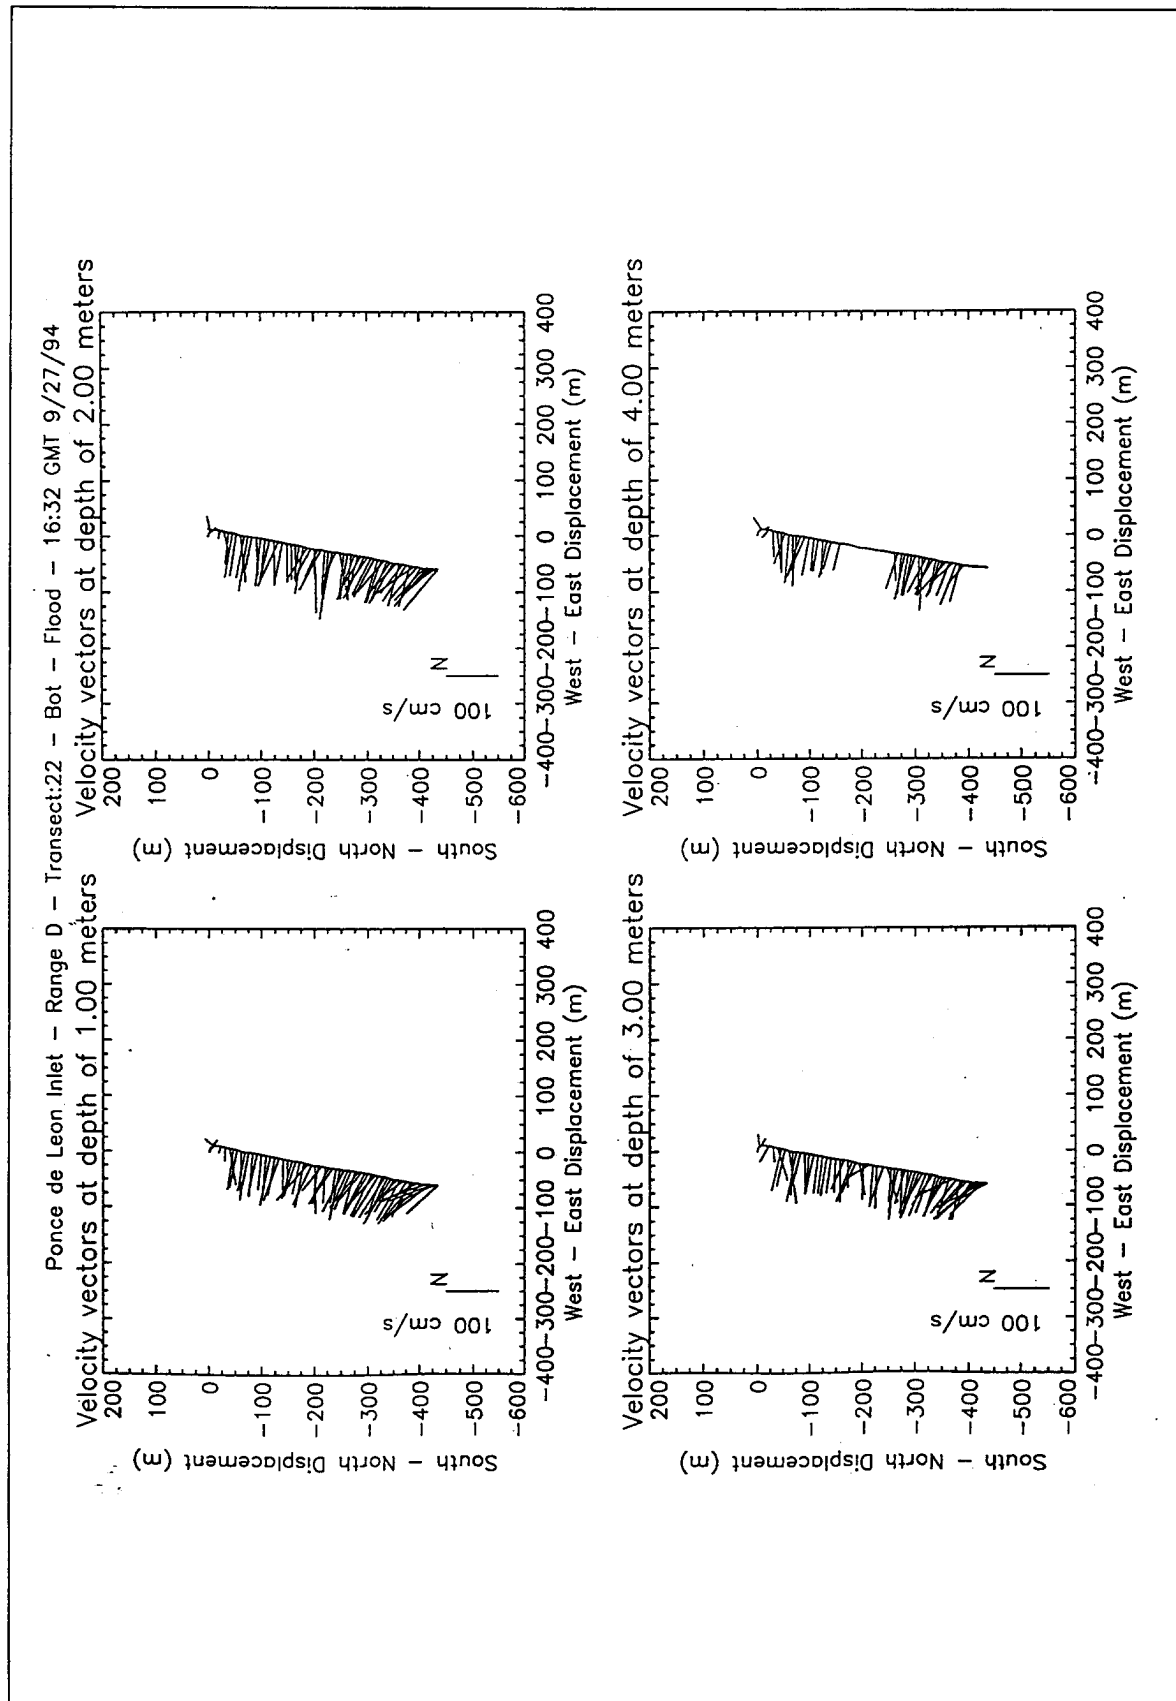 Ponce de Leon Inlet – Range D – Transect:22 – Bot – Flood – 16:32 GMT 9/27/94
Velocity vectors at depth of 1.00 meters
200
100
0
-100
-200
-300
-400
-500
-600
South – North Displacement (m)
N
100 cm/s
-400-300-200-100 0 100 200 300 400
West – East Displacement (m)
Velocity vectors at depth of 2.00 meters
200
100
0
-100
-200
-300
-400
-500
-600
South – North Displacement (m)
N
100 cm/s
-400-300-200-100 0 100 200 300 400
West – East Displacement (m)
Velocity vectors at depth of 3.00 meters
200
100
0
-100
-200
-300
-400
-500
-600
South – North Displacement (m)
N
100 cm/s
-400-300-200-100 0 100 200 300 400
West – East Displacement (m)
Velocity vectors at depth of 4.00 meters
200
100
0
-100
-200
-300
-400
-500
-600
South – North Displacement (m)
N
100 cm/s
-400-300-200-100 0 100 200 300 400
West – East Displacement (m)